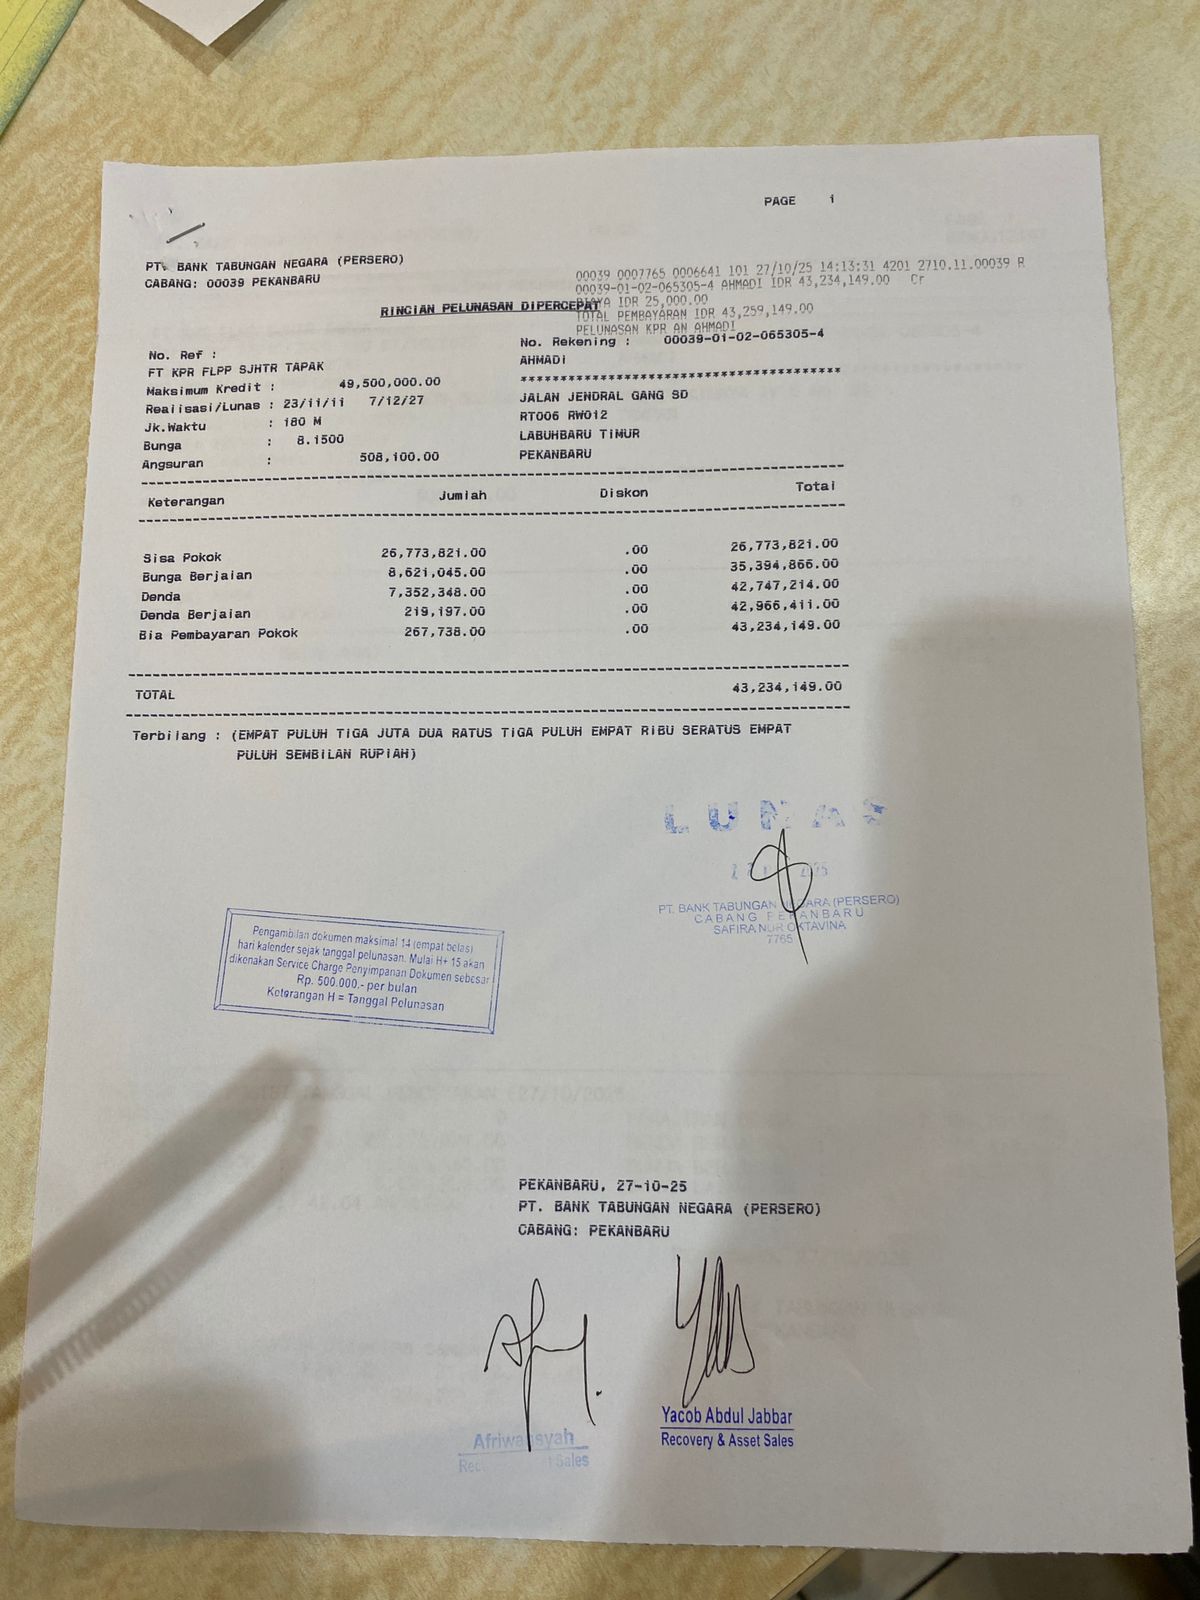 PAGE 1
PT. BANK TABUNGAN NEGARA (PERSERO)
CABANG: 00039 PEKANBARU
00039 0007765 0006641 101 27/10/25 14:13:31 4201 2710.11.00039 R
00039-01-02-065305-4 AHMADI IDR 43,234,149.00 Cr
BIAYA IDR 25,000.00
RINCIAN PELUNASAN DIPERCEPAT
TOTAL PEMBAYARAN IDR 43,259,149.00
PELUNASAN KPR AN AHMADI
No. Ref :
No. Rekening : 00039-01-02-065305-4
FT KPR FLPP SJHTR TAPAK
AHMADI
Maksimum Kredit : 49,500,000.00
****************************************
Realisasi/Lunas : 23/11/11 7/12/27
JALAN JENDRAL GANG SD
Jk.Waktu : 180 M
RT006 RW012
Bunga : 8.1500
LABUHBARU TIMUR
Angsuran : 508,100.00
PEKANBARU
Keterangan Jumlah Diskon Total
Sisa Pokok 26,773,821.00 .00 26,773,821.00
Bunga Berjalan 8,621,045.00 .00 35,394,866.00
Denda 7,352,348.00 .00 42,747,214.00
Denda Berjalan 219,197.00 .00 42,966,411.00
Bia Pembayaran Pokok 267,738.00 .00 43,234,149.00
TOTAL 43,234,149.00
Terbilang : (EMPAT PULUH TIGA JUTA DUA RATUS TIGA PULUH EMPAT RIBU SERATUS EMPAT
PULUH SEMBILAN RUPIAH)
LUNAS
PT. BANK TABUNGAN NEGARA (PERSERO)
CABANG PEKANBARU
SAFIRA NUR OKTAVINA
7765
Pengambilan dokumen maksimal 14 (empat belas)
hari kalender sejak tanggal pelunasan. Mulai H+ 15 akan
dikenakan Service Charge Penyimpanan Dokumen sebesar
Rp. 500.000,- per bulan
Keterangan H = Tanggal Pelunasan
PEKANBARU, 27-10-25
PT. BANK TABUNGAN NEGARA (PERSERO)
CABANG: PEKANBARU
Afriwansyah
Sales
Yacob Abdul Jabbar
Recovery & Asset Sales